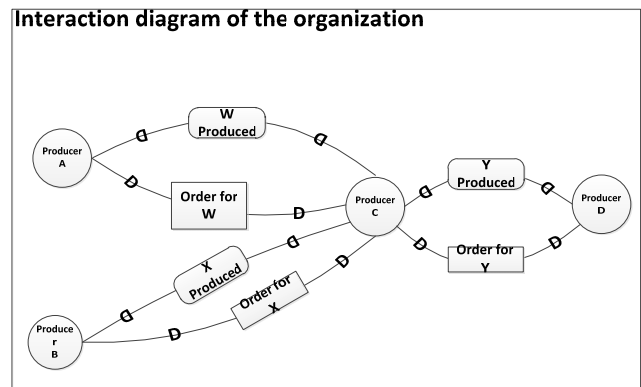 Interaction diagram of the organization
W
Produced
D
D
Producer
A
D
Order for
W
D
Producer
C
D
Y
Produced
D
Producer
D
D
Order for
Y
D
X
Produced
D
D
Order for
X
D
D
Produce
r
B